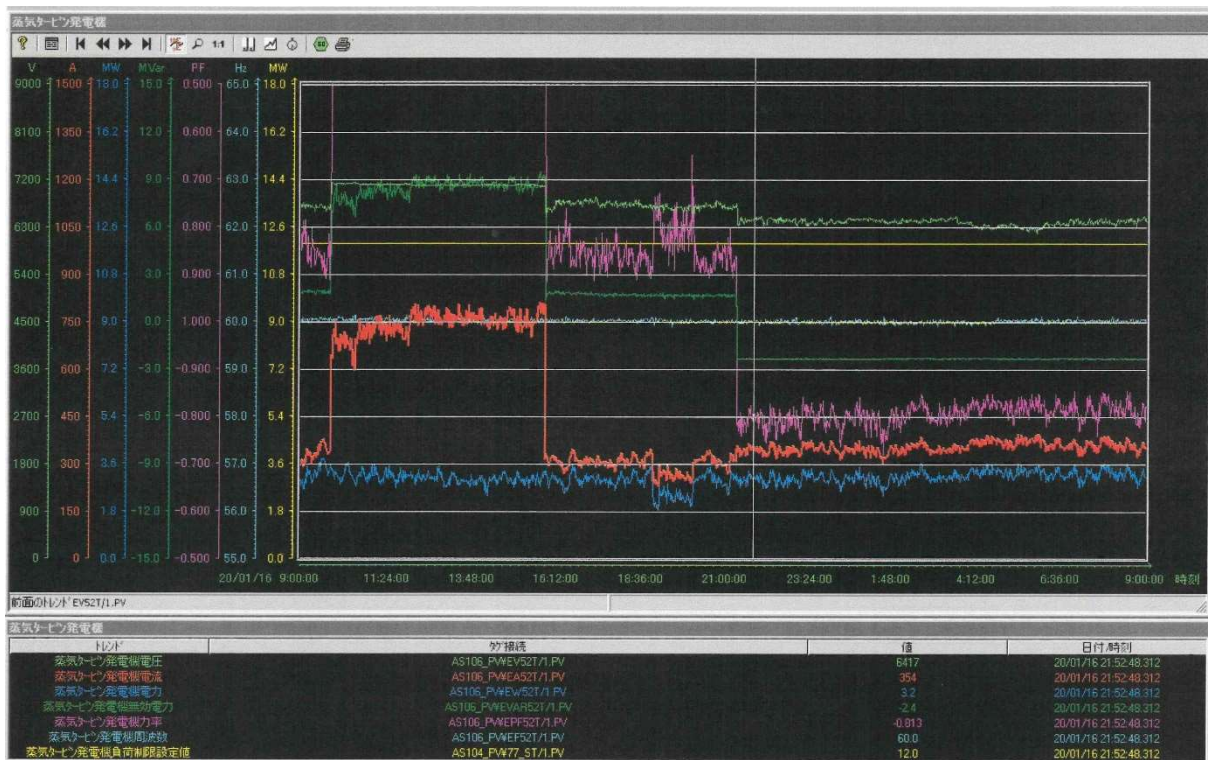 蒸気タービン発電機
1:1
V A MW MVar PF Hz MW
9000 1500 18.0 15.0 0.500 65.0 18.0
8100 1350 16.2 12.0 0.600 64.0 16.2
7200 1200 14.4 9.0 0.700 63.0 14.4
6300 1050 12.6 6.0 0.800 62.0 12.6
5400 900 10.8 3.0 0.900 61.0 10.8
4500 750 9.0 0.0 1.000 60.0 9.0
3600 600 7.2 -3.0 -0.900 59.0 7.2
2700 450 5.4 -6.0 -0.800 58.0 5.4
1800 300 3.6 -9.0 -0.700 57.0 3.6
900 150 1.8 -12.0 -0.600 56.0 1.8
0 0 0.0 -15.0 -0.500 55.0 0.0
20/01/16 9:00:00 11:24:00 13:48:00 16:12:00 18:36:00 21:00:00 23:24:00 1:48:00 4:12:00 6:36:00 9:00:00 時刻
前面のトレンド EV52T/1.PV
蒸気タービン発電機
トレンド タグ接続 値 日付/時刻
蒸気タービン発電機電圧 AS106_PV¥EV52T/1.PV 6417 20/01/16 21:52:48.312
蒸気タービン発電機電流 AS106_PV¥EA52T/1.PV 354 20/01/16 21:52:48.312
蒸気タービン発電機電力 AS106_PV¥EW52T/1.PV 3.2 20/01/16 21:52:48.312
蒸気タービン発電機無効電力 AS106_PV¥EVAR52T/1.PV -2.4 20/01/16 21:52:48.312
蒸気タービン発電機力率 AS106_PV¥EPF52T/1.PV -0.813 20/01/16 21:52:48.312
蒸気タービン発電機周波数 AS106_PV¥EF52T/1.PV 60.0 20/01/16 21:52:48.312
蒸気タービン発電機負荷制限設定値 AS104_PV¥77_ST/1.PV 12.0 20/01/16 21:52:48.312